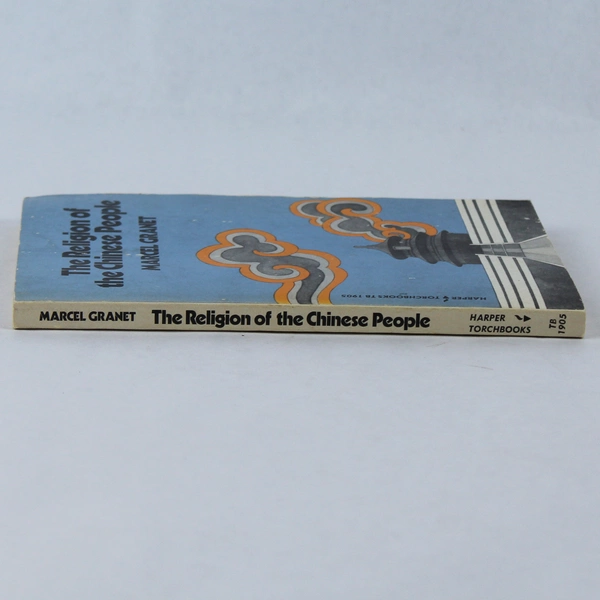 The Religion of
the Chinese People
MARCEL GRANET
HARPER TORCHBOOKS TB 1905
MARCEL GRANET The Religion of the Chinese People HARPER TORCHBOOKS TB 1905